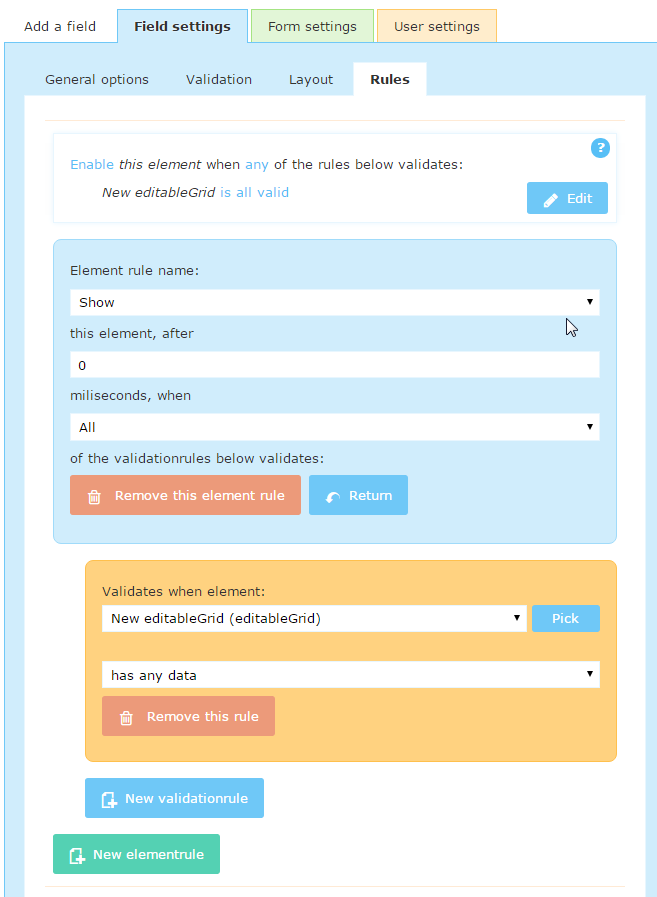 Add a field Field settings Form settings User settings
General options Validation Layout Rules
?
Enable this element when any of the rules below validates:
New editableGrid is all valid
Edit
Element rule name:
Show
this element, after
0
miliseconds, when
All
of the validationrules below validates:
Remove this element rule Return
Validates when element:
New editableGrid (editableGrid) Pick
has any data
Remove this rule
New validationrule
New elementrule